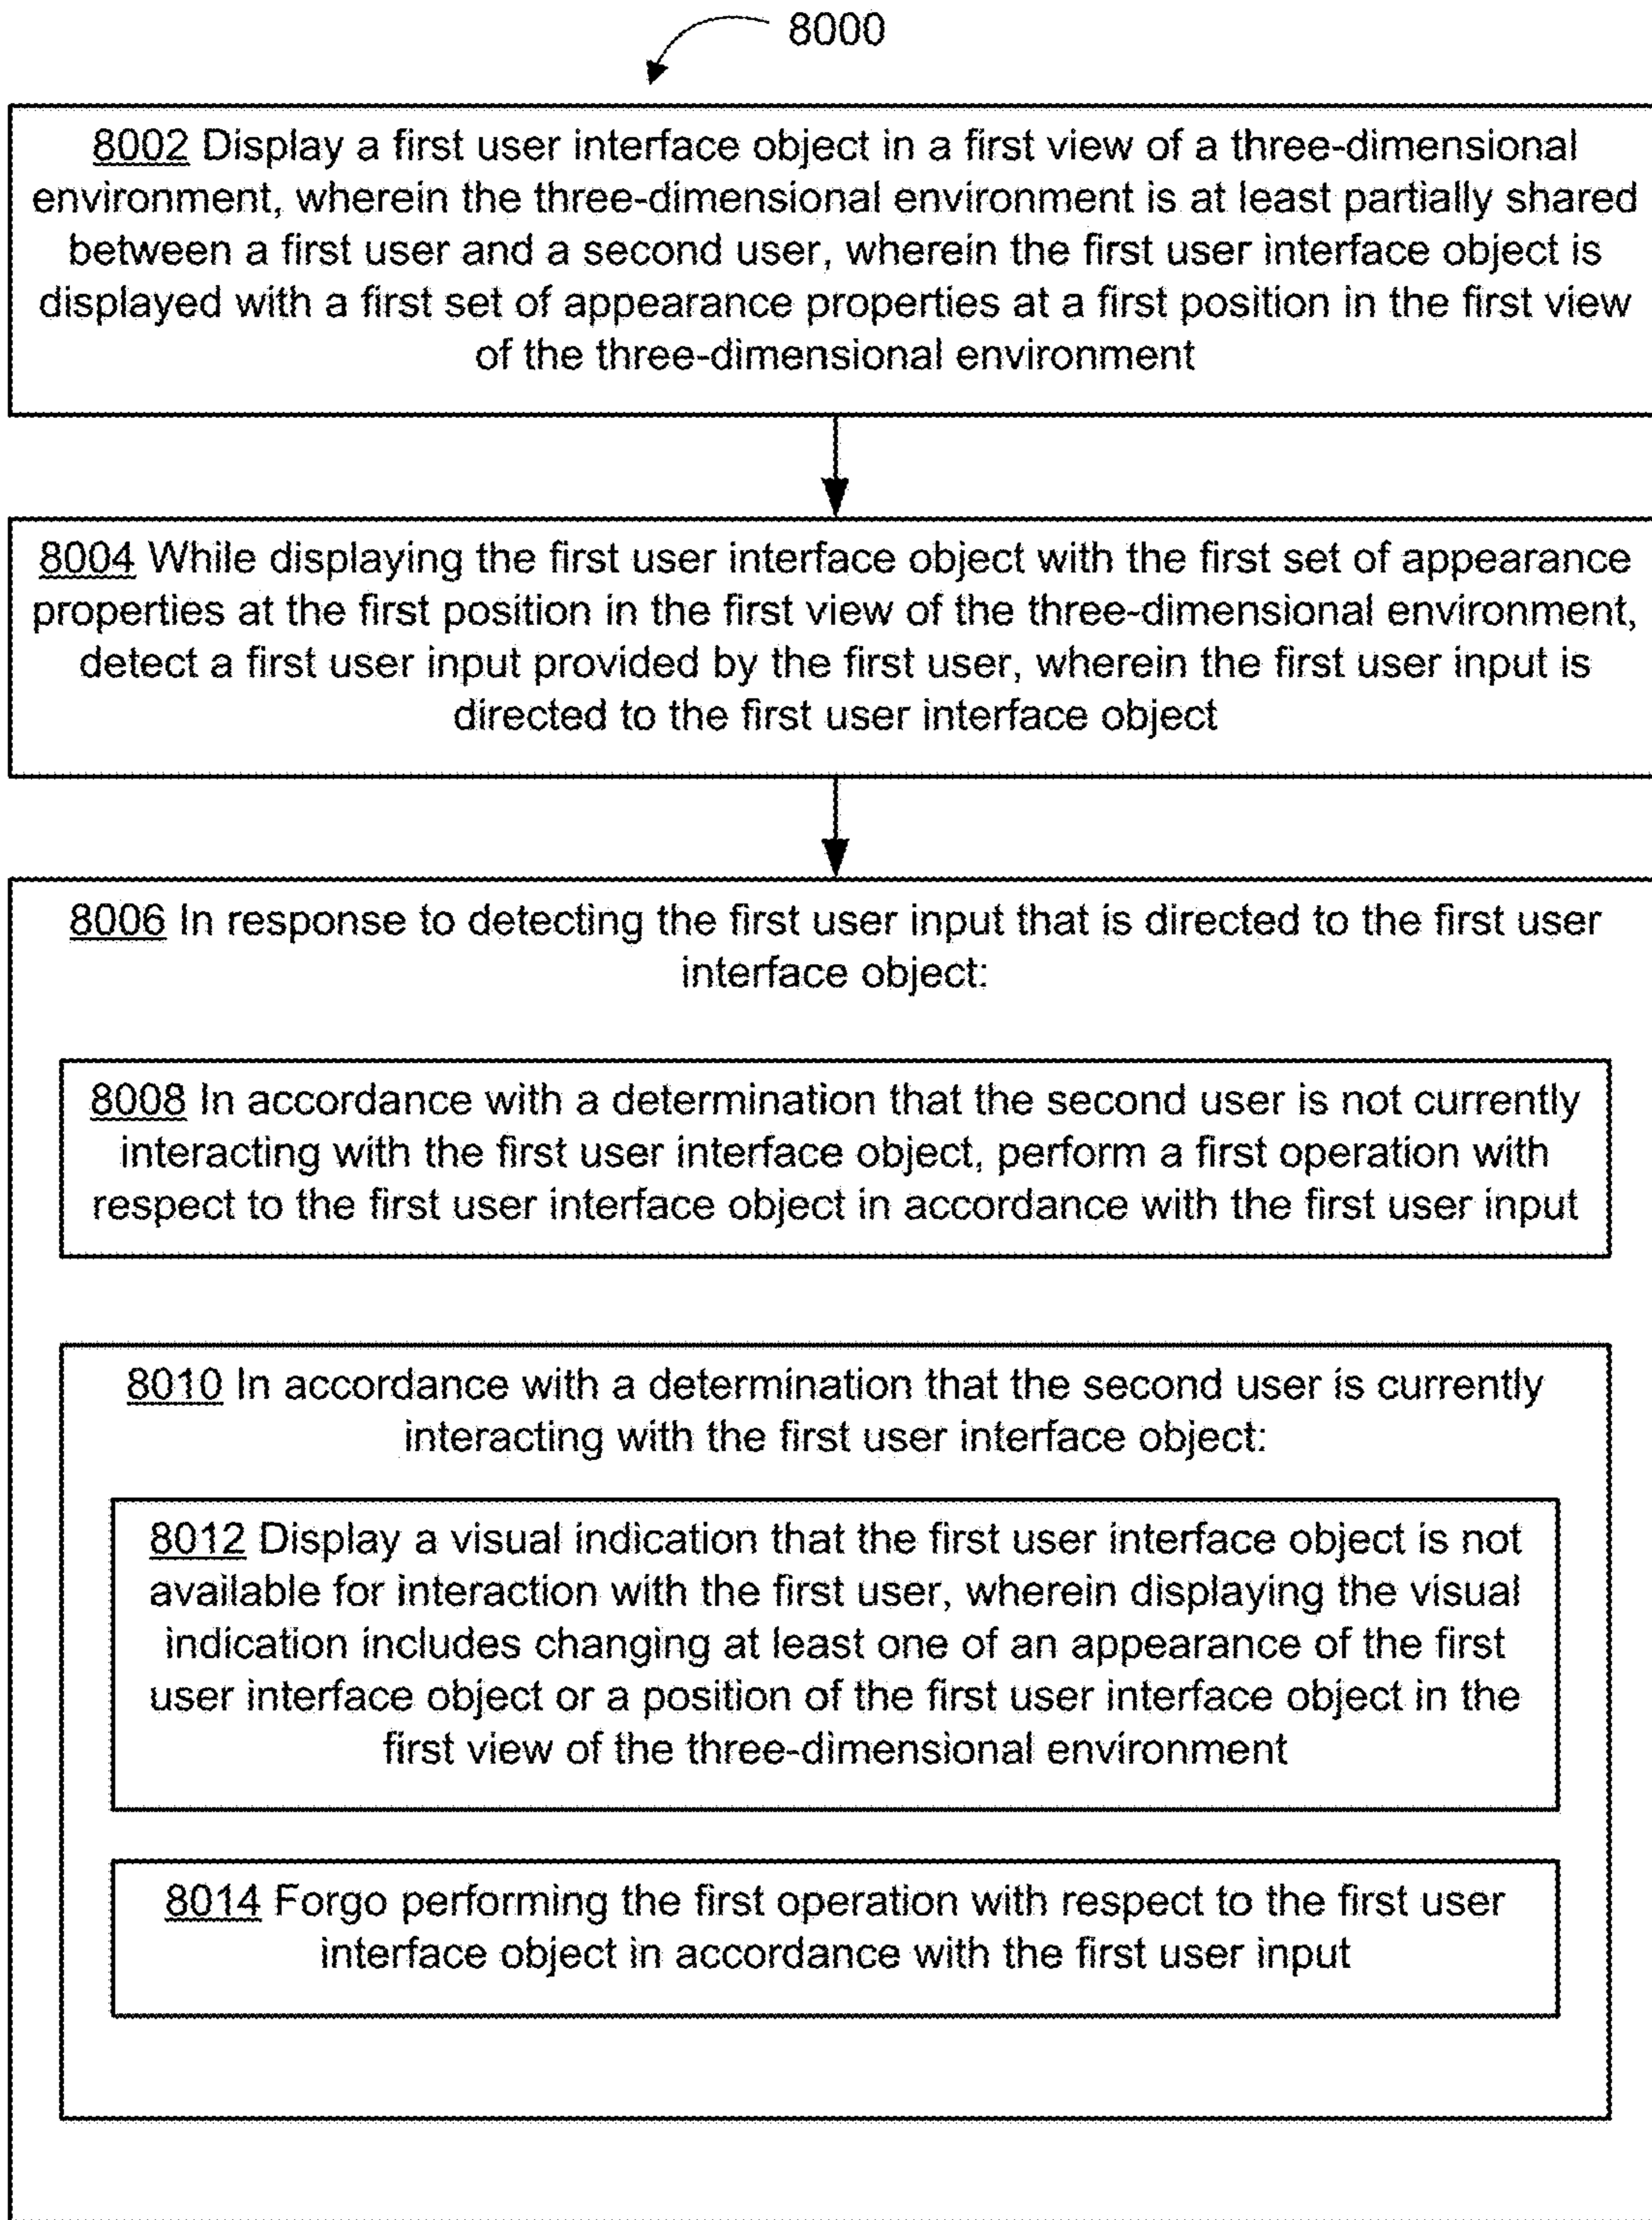 8000
8002 Display a first user interface object in a first view of a three-dimensional
environment, wherein the three-dimensional environment is at least partially shared
between a first user and a second user, wherein the first user interface object is
displayed with a first set of appearance properties at a first position in the first view
of the three-dimensional environment
8004 While displaying the first user interface object with the first set of appearance
properties at the first position in the first view of the three-dimensional environment,
detect a first user input provided by the first user, wherein the first user input is
directed to the first user interface object
8006 In response to detecting the first user input that is directed to the first user
interface object:
8008 In accordance with a determination that the second user is not currently
interacting with the first user interface object, perform a first operation with
respect to the first user interface object in accordance with the first user input
8010 In accordance with a determination that the second user is currently
interacting with the first user interface object:
8012 Display a visual indication that the first user interface object is not
available for interaction with the first user, wherein displaying the visual
indication includes changing at least one of an appearance of the first
user interface object or a position of the first user interface object in the
first view of the three-dimensional environment
8014 Forgo performing the first operation with respect to the first user
interface object in accordance with the first user input